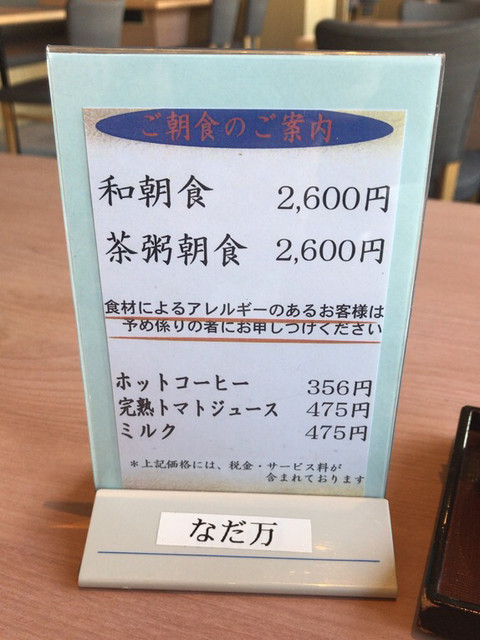 ご朝食のご案内
和朝食 2,600円
茶粥朝食 2,600円
食材によるアレルギーのあるお客様は
予め係りの者にお申しつけください
ホットコーヒー 356円
完熟トマトジュース 475円
ミルク 475円
＊上記価格には、税金・サービス料が
含まれております
なだ万